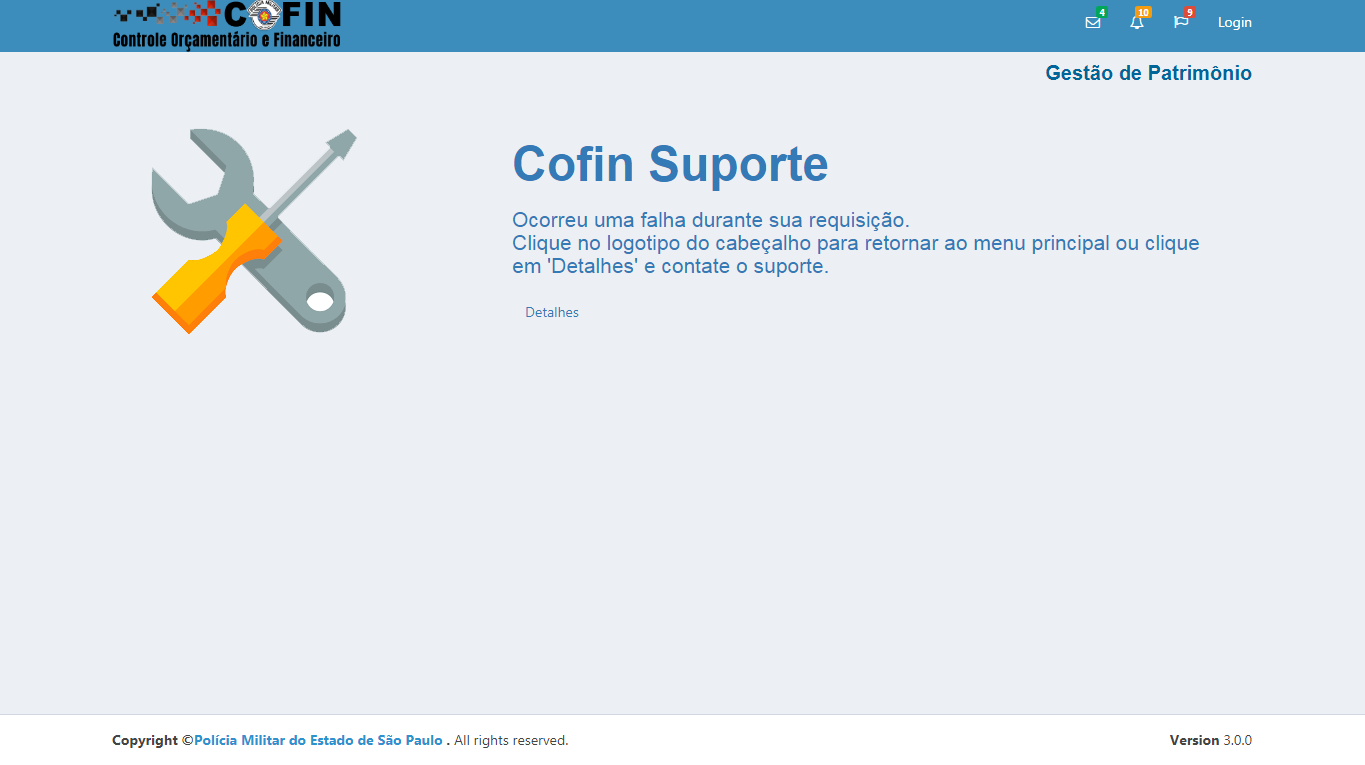 COFIN
Controle Orçamentário e Financeiro
4
10
9
Login
Gestão de Patrimônio
Cofin Suporte
Ocorreu uma falha durante sua requisição.
Clique no logotipo do cabeçalho para retornar ao menu principal ou clique
em 'Detalhes' e contate o suporte.
Detalhes
Copyright ©Polícia Militar do Estado de São Paulo . All rights reserved.
Version 3.0.0